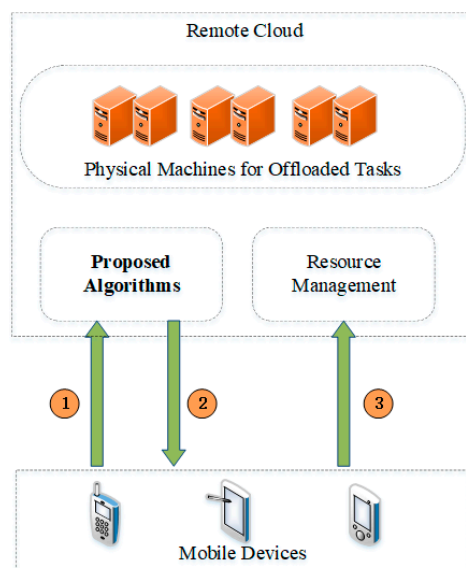 Remote Cloud
Physical Machines for Offloaded Tasks
Proposed
Algorithms
Resource
Management
1
2
3
Mobile Devices